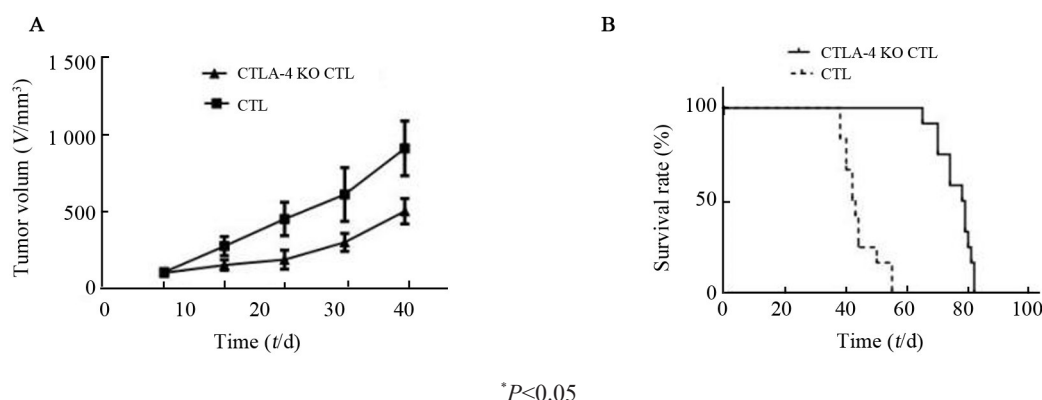 A
1 500
1 000
500
0
Tumor volum (V/mm³)
CTLA-4 KO CTL
CTL
0 10 20 30 40
Time (t/d)
B
CTLA-4 KO CTL
CTL
100
50
0
Survival rate (%)
0 20 40 60 80 100
Time (t/d)
*P<0.05